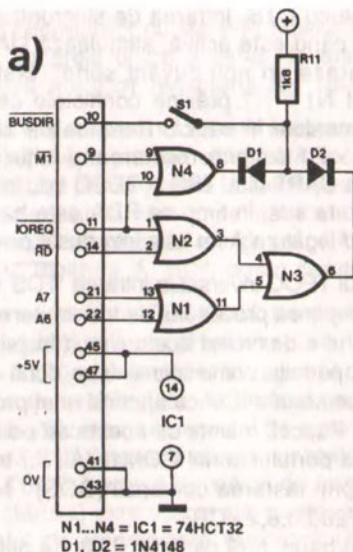 a)
+
R11
1k8
BUSDIR 10 S1
M1 9 9 8 D1 D2
10 N4
IOREQ 11 1 3
RD 14 2 N2 4 6
5 N3
A7 21 13 11
A6 22 12 N1
+5V 45
47
14
IC1
7
0V 41
43
N1...N4 = IC1 = 74HCT32
D1, D2 = 1N4148